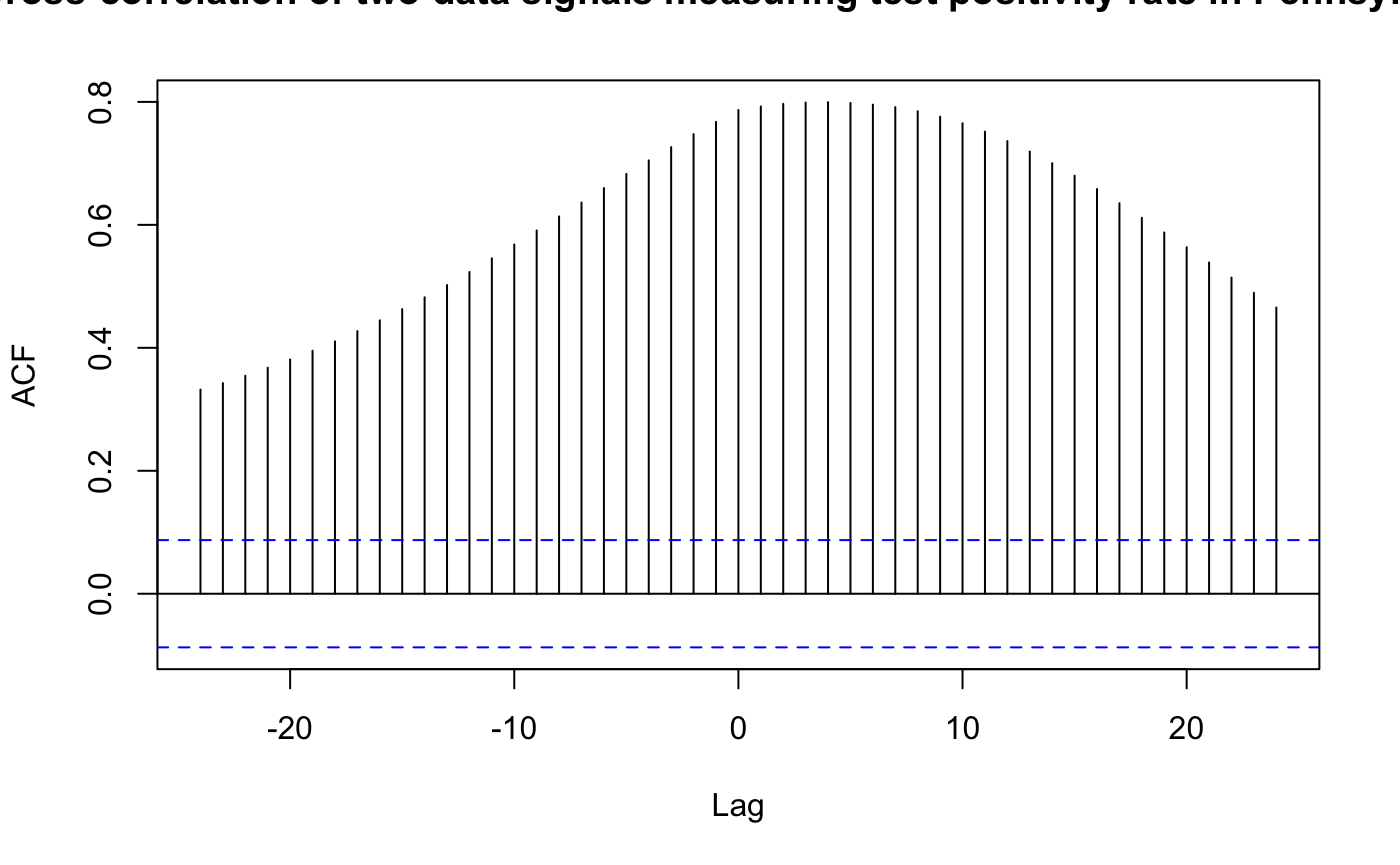 correlation of two data signals measuring test positivity rate in
ACF
0.8
0.6
0.4
0.2
0.0
-20 -10 0 10 20
Lag